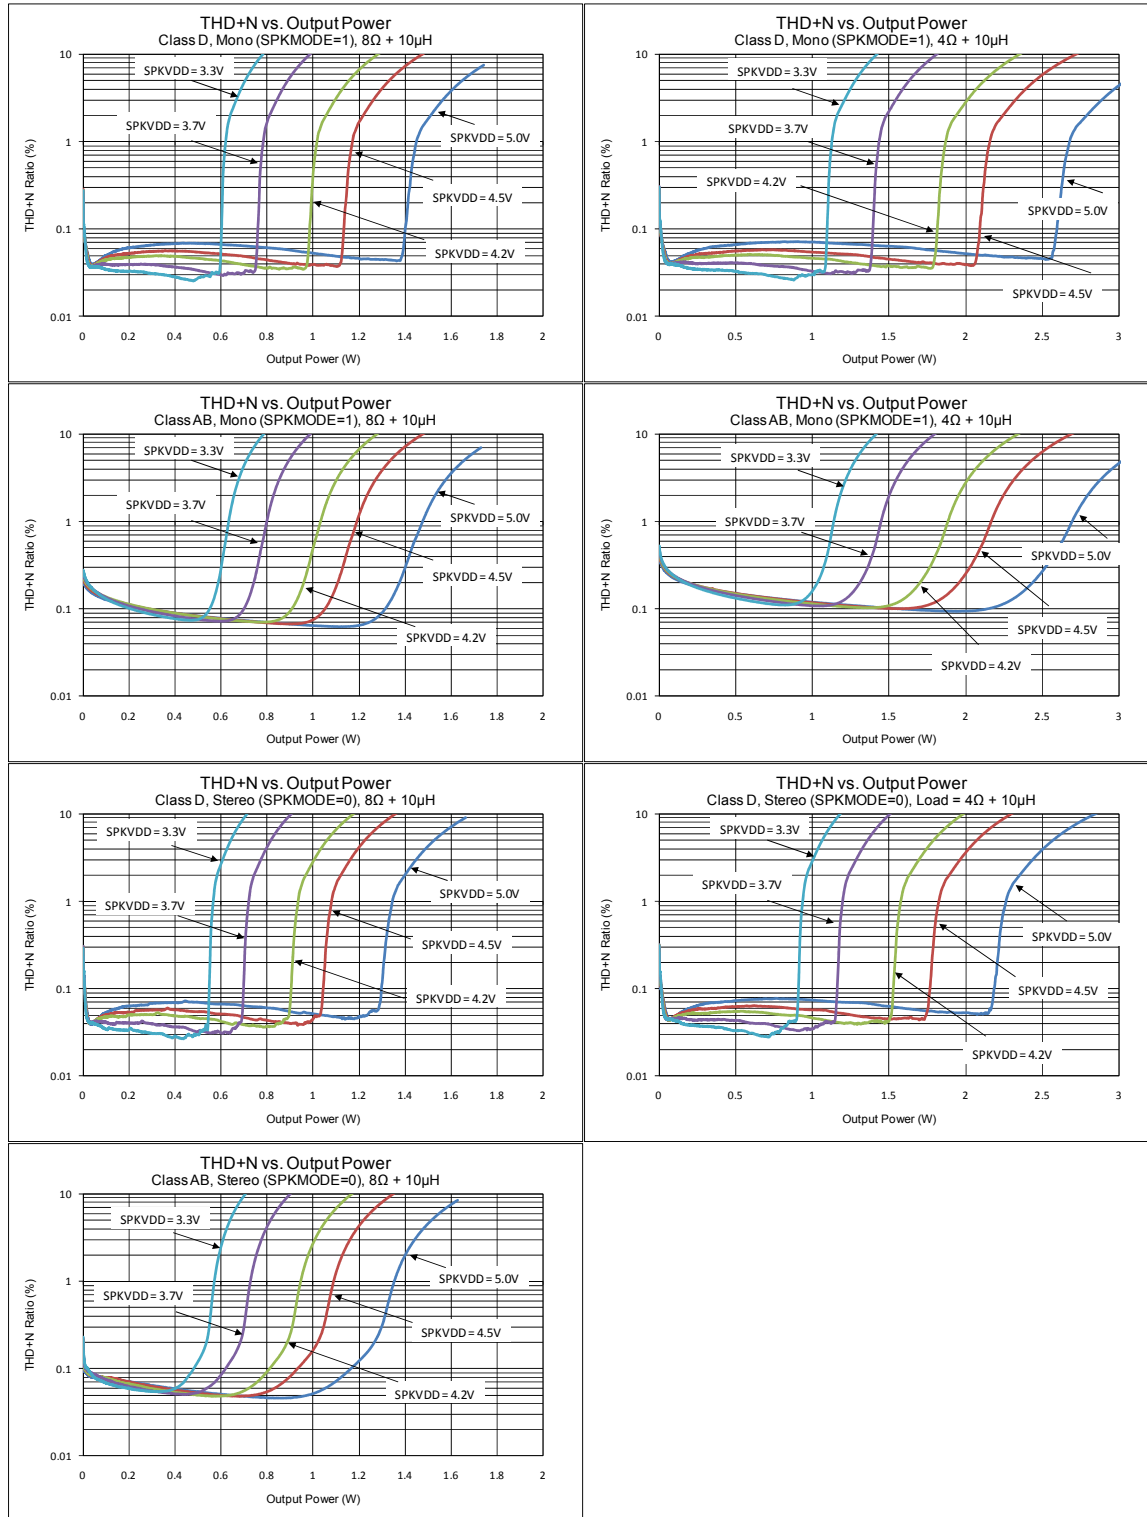 THD+N vs. Output Power
Class D, Mono (SPKMODE=1), 8Ω + 10µH
10
1
0.1
0.01
THD+N Ratio (%)
SPKVDD = 3.3V
SPKVDD = 3.7V
SPKVDD = 5.0V
SPKVDD = 4.5V
SPKVDD = 4.2V
0 0.2 0.4 0.6 0.8 1 1.2 1.4 1.6 1.8 2
Output Power (W)
THD+N vs. Output Power
Class D, Mono (SPKMODE=1), 4Ω + 10µH
10
1
0.1
0.01
THD+N Ratio (%)
SPKVDD = 3.3V
SPKVDD = 3.7V
SPKVDD = 4.2V
SPKVDD = 5.0V
SPKVDD = 4.5V
0 0.5 1 1.5 2 2.5 3
Output Power (W)
THD+N vs. Output Power
Class AB, Mono (SPKMODE=1), 8Ω + 10µH
10
1
0.1
0.01
THD+N Ratio (%)
SPKVDD = 3.3V
SPKVDD = 3.7V
SPKVDD = 5.0V
SPKVDD = 4.5V
SPKVDD = 4.2V
0 0.2 0.4 0.6 0.8 1 1.2 1.4 1.6 1.8 2
Output Power (W)
THD+N vs. Output Power
Class AB, Mono (SPKMODE=1), 4Ω + 10µH
10
1
0.1
0.01
THD+N Ratio (%)
SPKVDD = 3.3V
SPKVDD = 3.7V
SPKVDD = 5.0V
SPKVDD = 4.5V
SPKVDD = 4.2V
0 0.5 1 1.5 2 2.5 3
Output Power (W)
THD+N vs. Output Power
Class D, Stereo (SPKMODE=0), 8Ω + 10µH
10
1
0.1
0.01
THD+N Ratio (%)
SPKVDD = 3.3V
SPKVDD = 3.7V
SPKVDD = 5.0V
SPKVDD = 4.5V
SPKVDD = 4.2V
0 0.2 0.4 0.6 0.8 1 1.2 1.4 1.6 1.8 2
Output Power (W)
THD+N vs. Output Power
Class D, Stereo (SPKMODE=0), Load = 4Ω + 10µH
10
1
0.1
0.01
THD+N Ratio (%)
SPKVDD = 3.3V
SPKVDD = 3.7V
SPKVDD = 5.0V
SPKVDD = 4.5V
SPKVDD = 4.2V
0 0.5 1 1.5 2 2.5 3
Output Power (W)
THD+N vs. Output Power
Class AB, Stereo (SPKMODE=0), 8Ω + 10µH
10
1
0.1
0.01
THD+N Ratio (%)
SPKVDD = 3.3V
SPKVDD = 5.0V
SPKVDD = 3.7V
SPKVDD = 4.5V
SPKVDD = 4.2V
0 0.2 0.4 0.6 0.8 1 1.2 1.4 1.6 1.8 2
Output Power (W)